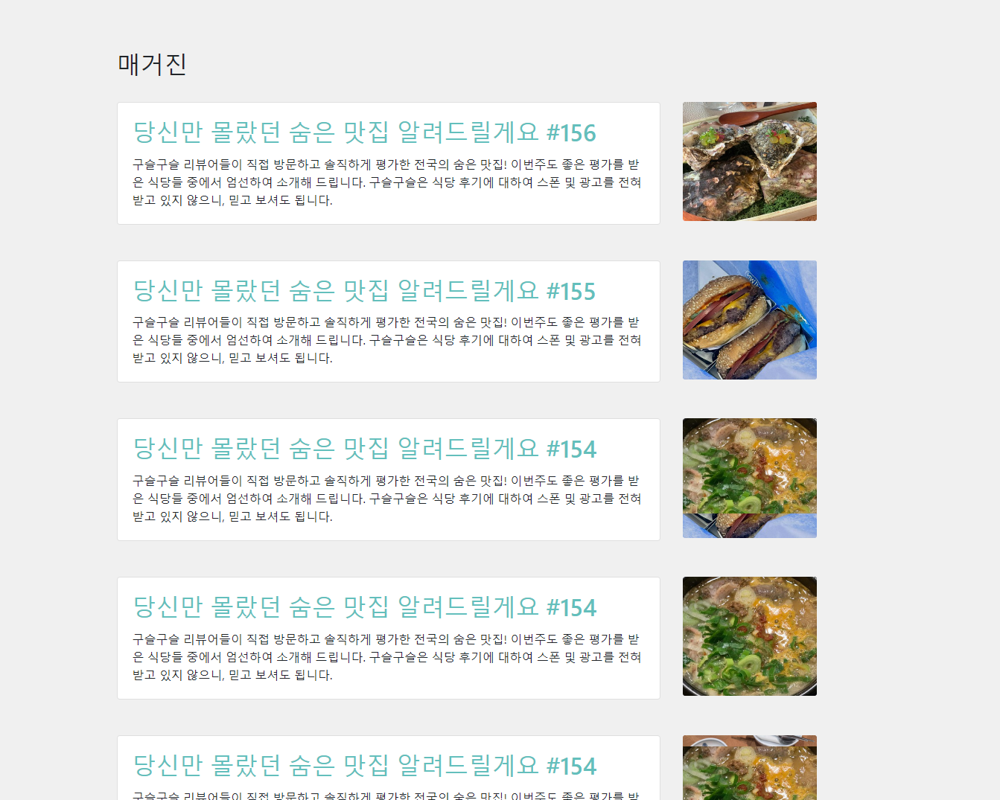 매거진
당신만 몰랐던 숨은 맛집 알려드릴게요 #156
구슬구슬 리뷰어들이 직접 방문하고 솔직하게 평가한 전국의 숨은 맛집! 이번주도 좋은 평가를 받
은 식당들 중에서 엄선하여 소개해 드립니다. 구슬구슬은 식당 후기에 대하여 스폰 및 광고를 전혀
받고 있지 않으니, 믿고 보셔도 됩니다.
당신만 몰랐던 숨은 맛집 알려드릴게요 #155
구슬구슬 리뷰어들이 직접 방문하고 솔직하게 평가한 전국의 숨은 맛집! 이번주도 좋은 평가를 받
은 식당들 중에서 엄선하여 소개해 드립니다. 구슬구슬은 식당 후기에 대하여 스폰 및 광고를 전혀
받고 있지 않으니, 믿고 보셔도 됩니다.
당신만 몰랐던 숨은 맛집 알려드릴게요 #154
구슬구슬 리뷰어들이 직접 방문하고 솔직하게 평가한 전국의 숨은 맛집! 이번주도 좋은 평가를 받
은 식당들 중에서 엄선하여 소개해 드립니다. 구슬구슬은 식당 후기에 대하여 스폰 및 광고를 전혀
받고 있지 않으니, 믿고 보셔도 됩니다.
당신만 몰랐던 숨은 맛집 알려드릴게요 #154
구슬구슬 리뷰어들이 직접 방문하고 솔직하게 평가한 전국의 숨은 맛집! 이번주도 좋은 평가를 받
은 식당들 중에서 엄선하여 소개해 드립니다. 구슬구슬은 식당 후기에 대하여 스폰 및 광고를 전혀
받고 있지 않으니, 믿고 보셔도 됩니다.
당신만 몰랐던 숨은 맛집 알려드릴게요 #154
구슬구슬 리뷰어들이 직접 방문하고 솔직하게 평가한 전국의 숨은 맛집! 이번주도 좋은 평가를 받